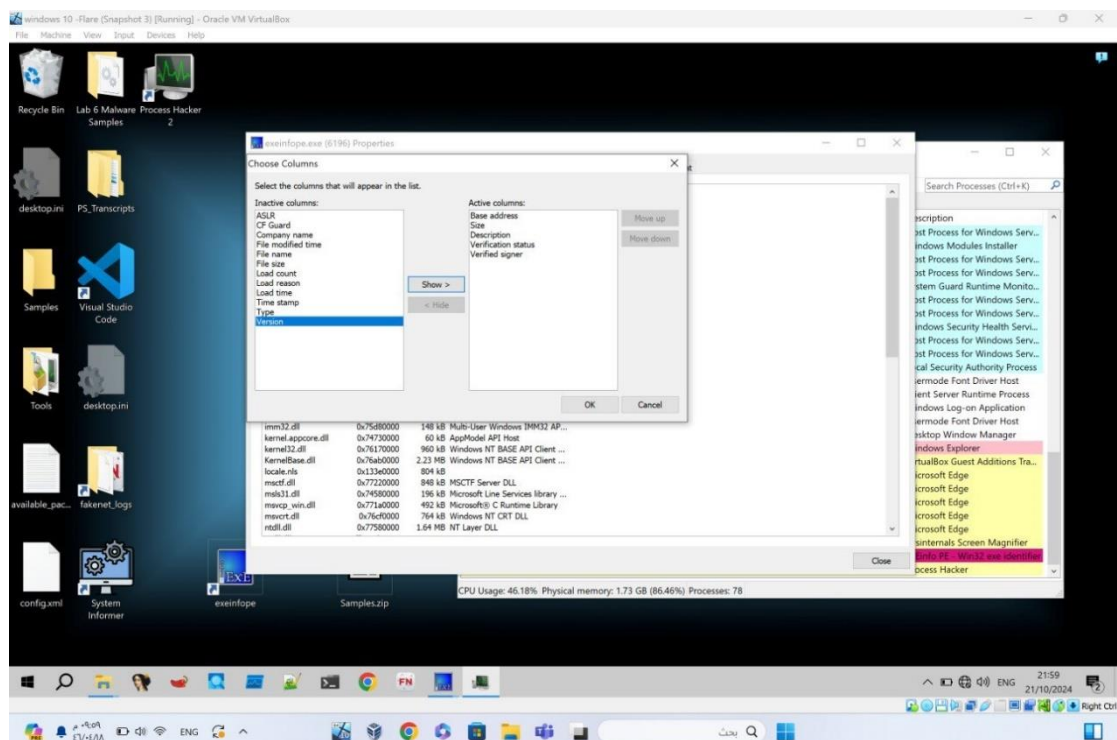 windows 10 -Flare (Snapshot 3) [Running] - Oracle VM VirtualBox
File Machine View Input Devices Help
Recycle Bin
Lab 6 Malware Samples
Process Hacker 2
desktop.ini
PS_Transcripts
Samples
Visual Studio Code
Tools
desktop.ini
available_pac...
fakenet_logs
config.xml
System Informer
exeinfope
Samples.zip
exeinfope.exe (6196) Properties
Choose Columns
Select the columns that will appear in the list.
Inactive columns:
ASLR
CF Guard
Company name
File modified time
File name
File size
Load count
Load reason
Load time
Time stamp
Type
Version
Show >
< Hide
Active columns:
Base address
Size
Description
Verification status
Verified signer
Move up
Move down
OK Cancel
imm32.dll 0x75d80000 148 kB Multi-User Windows IMM32 AP...
kernel.appcore.dll 0x74730000 60 kB AppModel API Host
kernel32.dll 0x76170000 960 kB Windows NT BASE API Client ...
KernelBase.dll 0x76ab0000 2.23 MB Windows NT BASE API Client ...
locale.nls 0x133e0000 804 kB
msctf.dll 0x77220000 848 kB MSCTF Server DLL
msls31.dll 0x74580000 196 kB Microsoft Line Services library ...
msvcp_win.dll 0x771a0000 492 kB Microsoft® C Runtime Library
msvcrt.dll 0x76cf0000 764 kB Windows NT CRT DLL
ntdll.dll 0x77580000 1.64 MB NT Layer DLL
Close
Search Processes (Ctrl+K)
escription
ost Process for Windows Serv...
indows Modules Installer
ost Process for Windows Serv...
ost Process for Windows Serv...
stem Guard Runtime Monito...
ost Process for Windows Serv...
ost Process for Windows Serv...
indows Security Health Servi...
ost Process for Windows Serv...
ost Process for Windows Serv...
cal Security Authority Process
sermode Font Driver Host
ient Server Runtime Process
indows Log-on Application
sermode Font Driver Host
esktop Window Manager
indows Explorer
rtualBox Guest Additions Tra...
icrosoft Edge
icrosoft Edge
icrosoft Edge
icrosoft Edge
icrosoft Edge
sinternals Screen Magnifier
Einfo PE - Win32 exe identifier
ocess Hacker
CPU Usage: 46.18% Physical memory: 1.73 GB (86.46%) Processes: 78
FN
ENG
21:59
21/10/2024
Right Ctrl
ENG
بحث